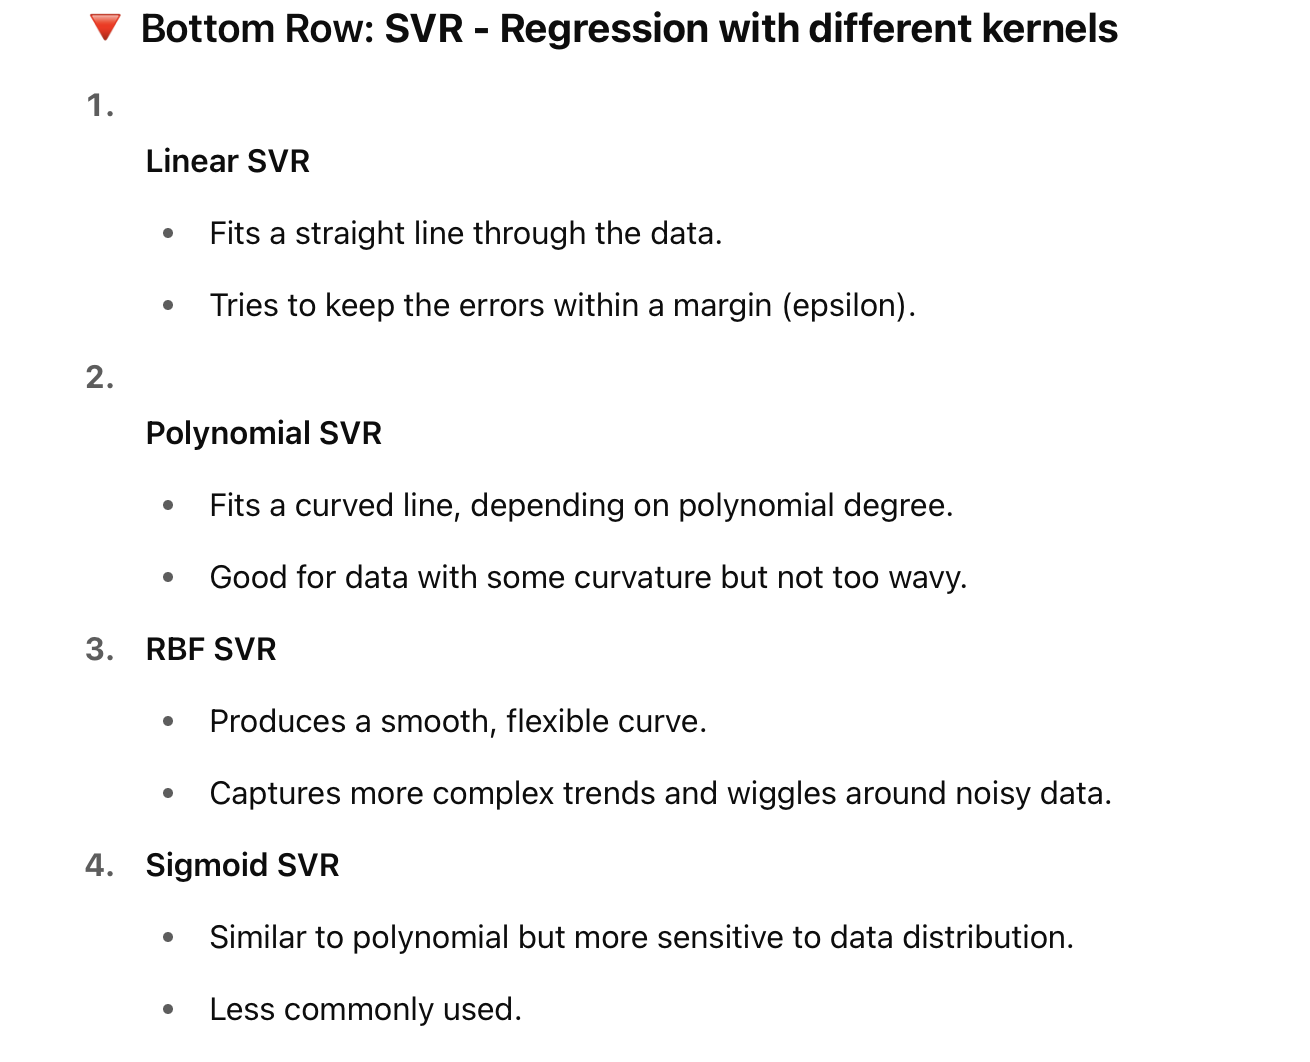 🔻 Bottom Row: SVR - Regression with different kernels
1.
Linear SVR
• Fits a straight line through the data.
• Tries to keep the errors within a margin (epsilon).
2.
Polynomial SVR
• Fits a curved line, depending on polynomial degree.
• Good for data with some curvature but not too wavy.
3. RBF SVR
• Produces a smooth, flexible curve.
• Captures more complex trends and wiggles around noisy data.
4. Sigmoid SVR
• Similar to polynomial but more sensitive to data distribution.
• Less commonly used.